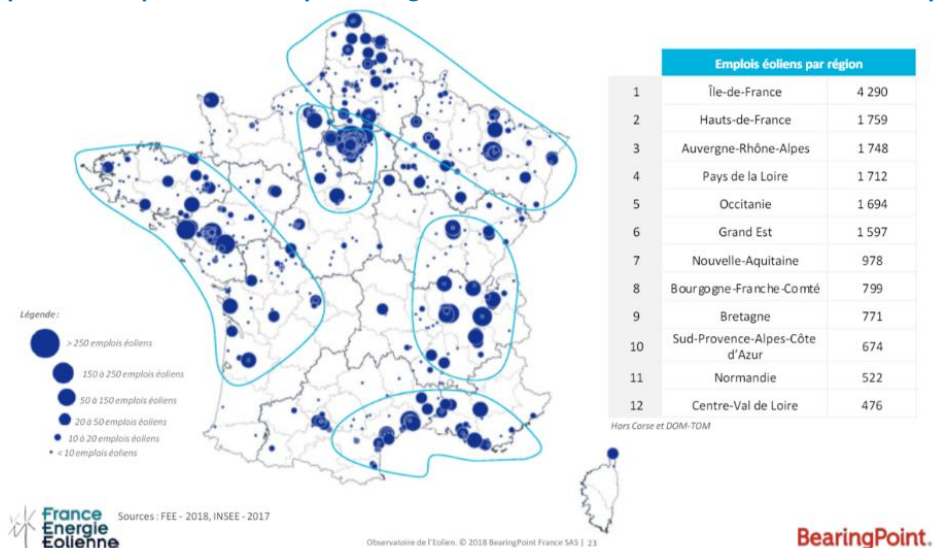 Emplois éoliens par région
1 Île-de-France 4 290
2 Hauts-de-France 1 759
3 Auvergne-Rhône-Alpes 1 748
4 Pays de la Loire 1 712
5 Occitanie 1 694
6 Grand Est 1 597
7 Nouvelle-Aquitaine 978
8 Bourgogne-Franche-Comté 799
9 Bretagne 771
10 Sud-Provence-Alpes-Côte
d'Azur 674
11 Normandie 522
12 Centre-Val de Loire 476
Hors Corse et DOM-TOM
Légende :
> 250 emplois éoliens
150 à 250 emplois éoliens
50 à 150 emplois éoliens
20 à 50 emplois éoliens
10 à 20 emplois éoliens
< 10 emplois éoliens
France
Energie
Eolienne
Sources : FEE - 2018, INSEE - 2017
Observatoire de l'Eolien. © 2018 BearingPoint France SAS | 23
BearingPoint.